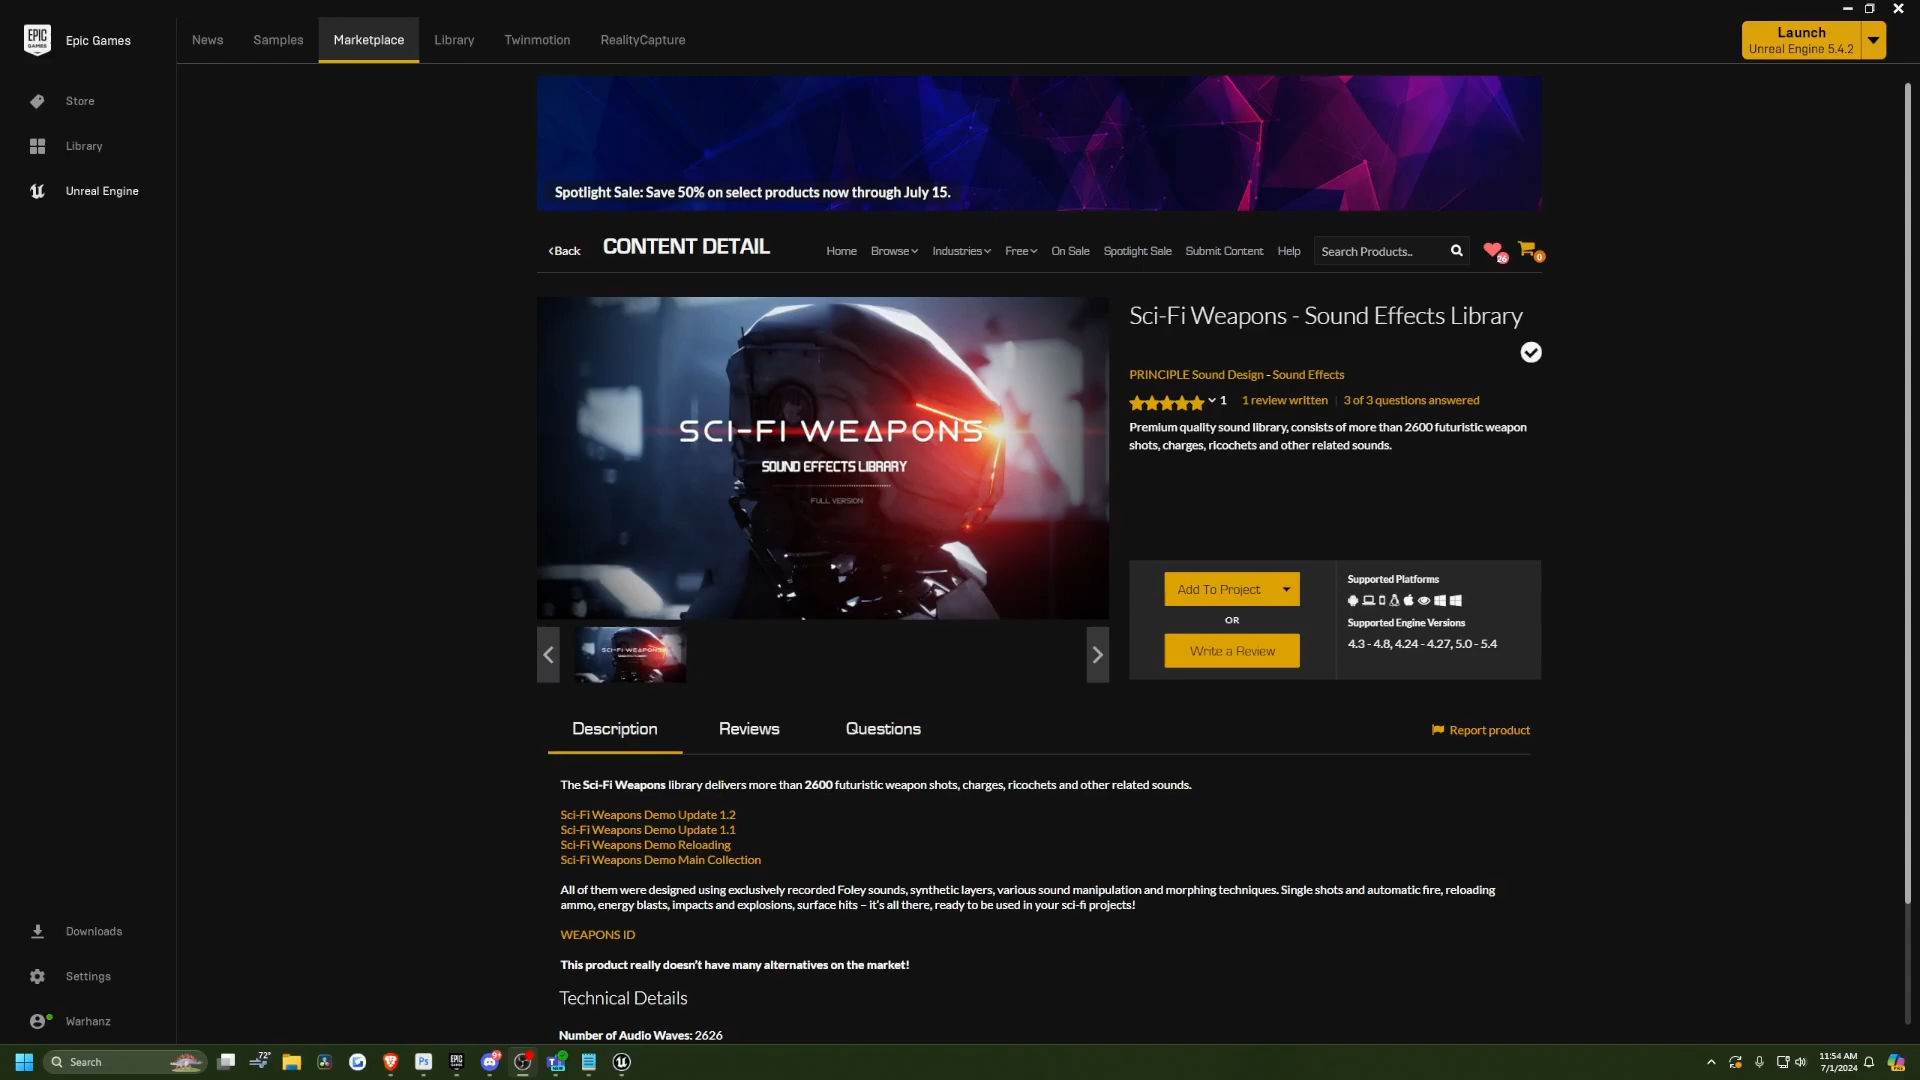 EPIC GAMES
Epic Games
News
Samples
Marketplace
Library
Twinmotion
RealityCapture
Launch
Unreal Engine 5.4.2
Store
Library
Unreal Engine
Spotlight Sale: Save 50% on select products now through July 15.
Back
CONTENT DETAIL
Home
Browse
Industries
Free
On Sale
Spotlight Sale
Submit Content
Help
Search Products..
26
0
SCI-FI WEAPONS
SOUND EFFECTS LIBRARY
FULL VERSION
Sci-Fi Weapons - Sound Effects Library
PRINCIPLE Sound Design - Sound Effects
1
1 review written
3 of 3 questions answered
Premium quality sound library, consists of more than 2600 futuristic weapon
shots, charges, ricochets and other related sounds.
Add To Project
OR
Write a Review
Supported Platforms
Supported Engine Versions
4.3 - 4.8, 4.24 - 4.27, 5.0 - 5.4
SCI-FI WEAPONS
Description
Reviews
Questions
Report product
The Sci-Fi Weapons library delivers more than 2600 futuristic weapon shots, charges, ricochets and other related sounds.
Sci-Fi Weapons Demo Update 1.2
Sci-Fi Weapons Demo Update 1.1
Sci-Fi Weapons Demo Reloading
Sci-Fi Weapons Demo Main Collection
All of them were designed using exclusively recorded Foley sounds, synthetic layers, various sound manipulation and morphing techniques. Single shots and automatic fire, reloading
ammo, energy blasts, impacts and explosions, surface hits – it's all there, ready to be used in your sci-fi projects!
WEAPONS ID
This product really doesn't have many alternatives on the market!
Technical Details
Number of Audio Waves: 2626
Downloads
Settings
Warhanz
Search
72°
Ps
EPIC
9+
11:54 AM
7/1/2024